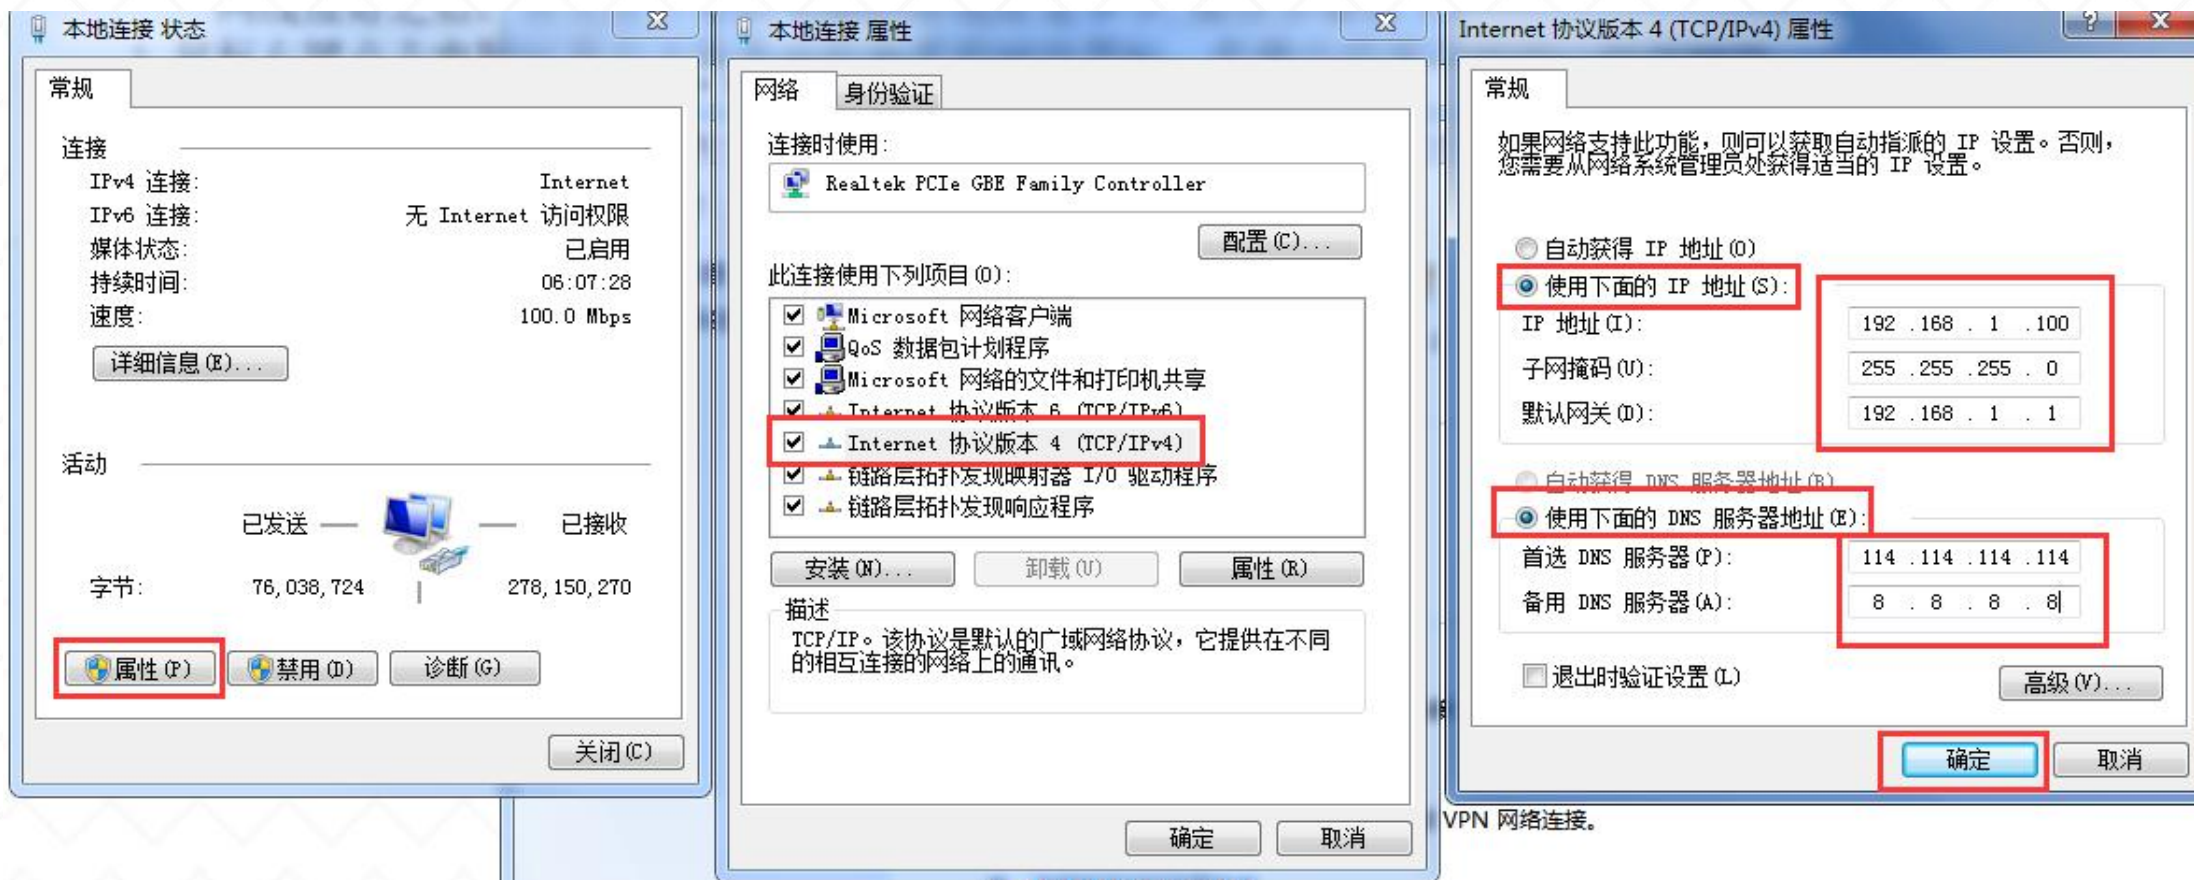 本地连接 状态
常规
连接
IPv4 连接: Internet
IPv6 连接: 无 Internet 访问权限
媒体状态: 已启用
持续时间: 06:07:28
速度: 100.0 Mbps
详细信息(E)...
活动
已发送 — — 已接收
字节: 76,038,724 | 278,150,270
属性(P) 禁用(D) 诊断(G)
关闭(C)
本地连接 属性
网络 身份验证
连接时使用:
Realtek PCIe GBE Family Controller
配置(C)...
此连接使用下列项目(O):
Microsoft 网络客户端
QoS 数据包计划程序
Microsoft 网络的文件和打印机共享
Internet 协议版本 6 (TCP/IPv6)
Internet 协议版本 4 (TCP/IPv4)
链路层拓扑发现映射器 I/O 驱动程序
链路层拓扑发现响应程序
安装(N)... 卸载(U) 属性(R)
描述
TCP/IP。该协议是默认的广域网络协议，它提供在不同
的相互连接的网络上的通讯。
确定 取消
Internet 协议版本 4 (TCP/IPv4) 属性
常规
如果网络支持此功能，则可以获取自动指派的 IP 设置。否则，
您需要从网络系统管理员处获得适当的 IP 设置。
自动获得 IP 地址(O)
使用下面的 IP 地址(S):
IP 地址(I): 192 .168 . 1 .100
子网掩码(U): 255 .255 .255 . 0
默认网关(D): 192 .168 . 1 . 1
自动获得 DNS 服务器地址(B)
使用下面的 DNS 服务器地址(E):
首选 DNS 服务器(P): 114 .114 .114 .114
备用 DNS 服务器(A): 8 . 8 . 8 . 8
退出时验证设置(L)
高级(V)...
确定 取消
VPN 网络连接。